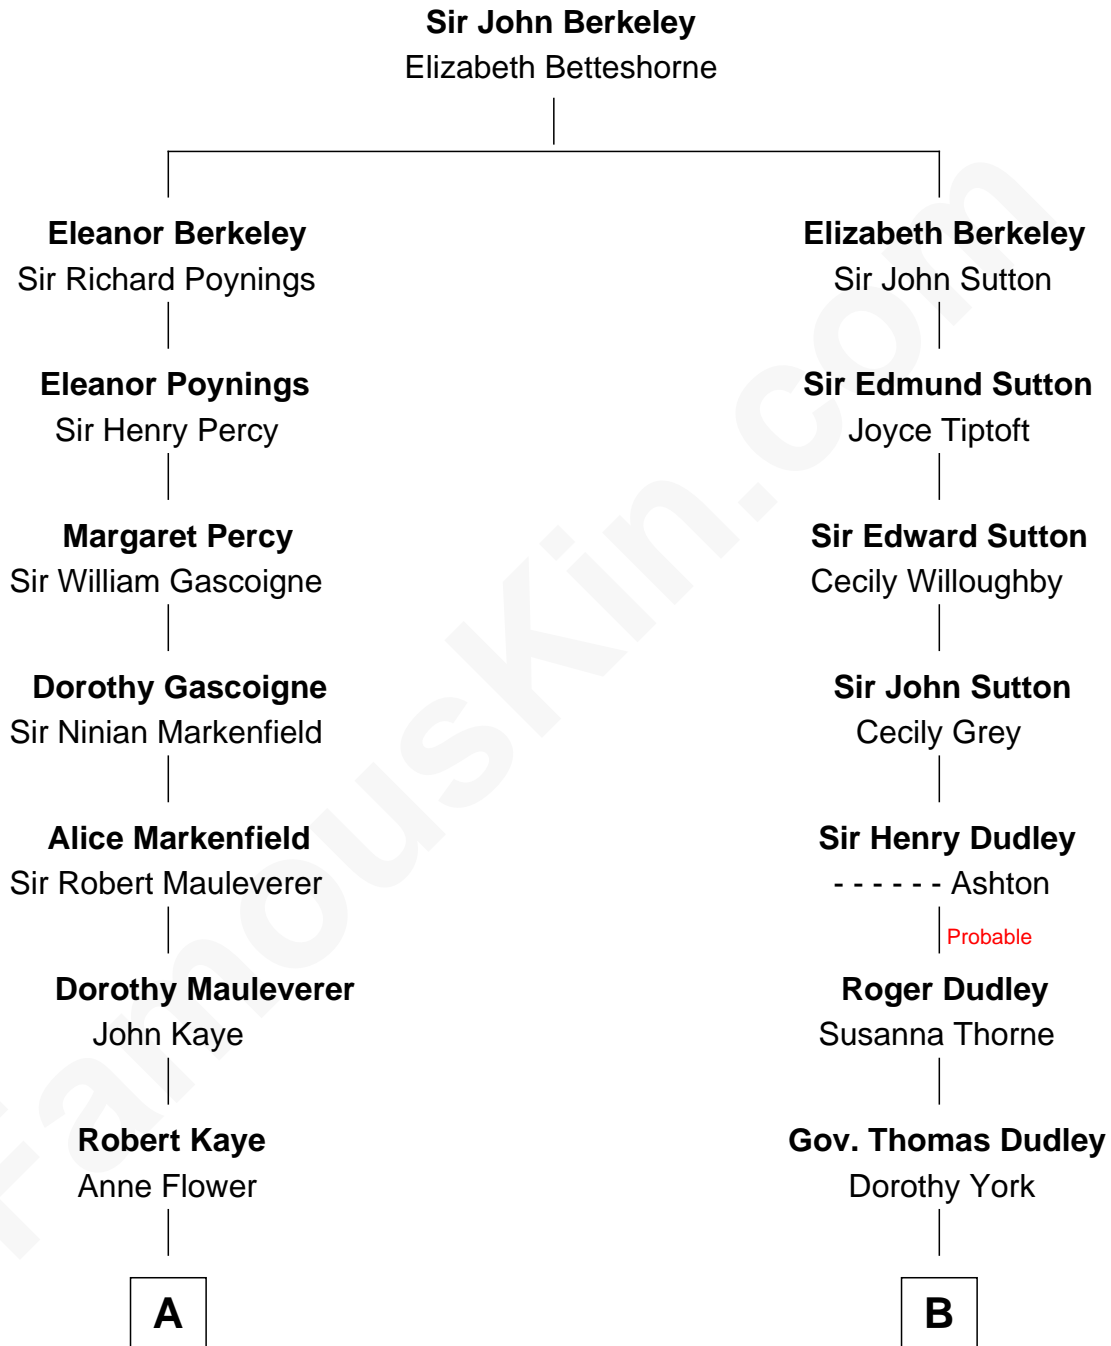 Sir John Berkeley
Elizabeth Betteshorne
Eleanor Berkeley
Sir Richard Poynings
Elizabeth Berkeley
Sir John Sutton
Eleanor Poynings
Sir Henry Percy
Sir Edmund Sutton
Joyce Tiptoft
Margaret Percy
Sir William Gascoigne
Sir Edward Sutton
Cecily Willoughby
Dorothy Gascoigne
Sir Ninian Markenfield
Sir John Sutton
Cecily Grey
Alice Markenfield
Sir Robert Mauleverer
Sir Henry Dudley
- - - - - - Ashton
Probable
Dorothy Mauleverer
John Kaye
Roger Dudley
Susanna Thorne
Robert Kaye
Anne Flower
Gov. Thomas Dudley
Dorothy York
A
B
FamousKin.com